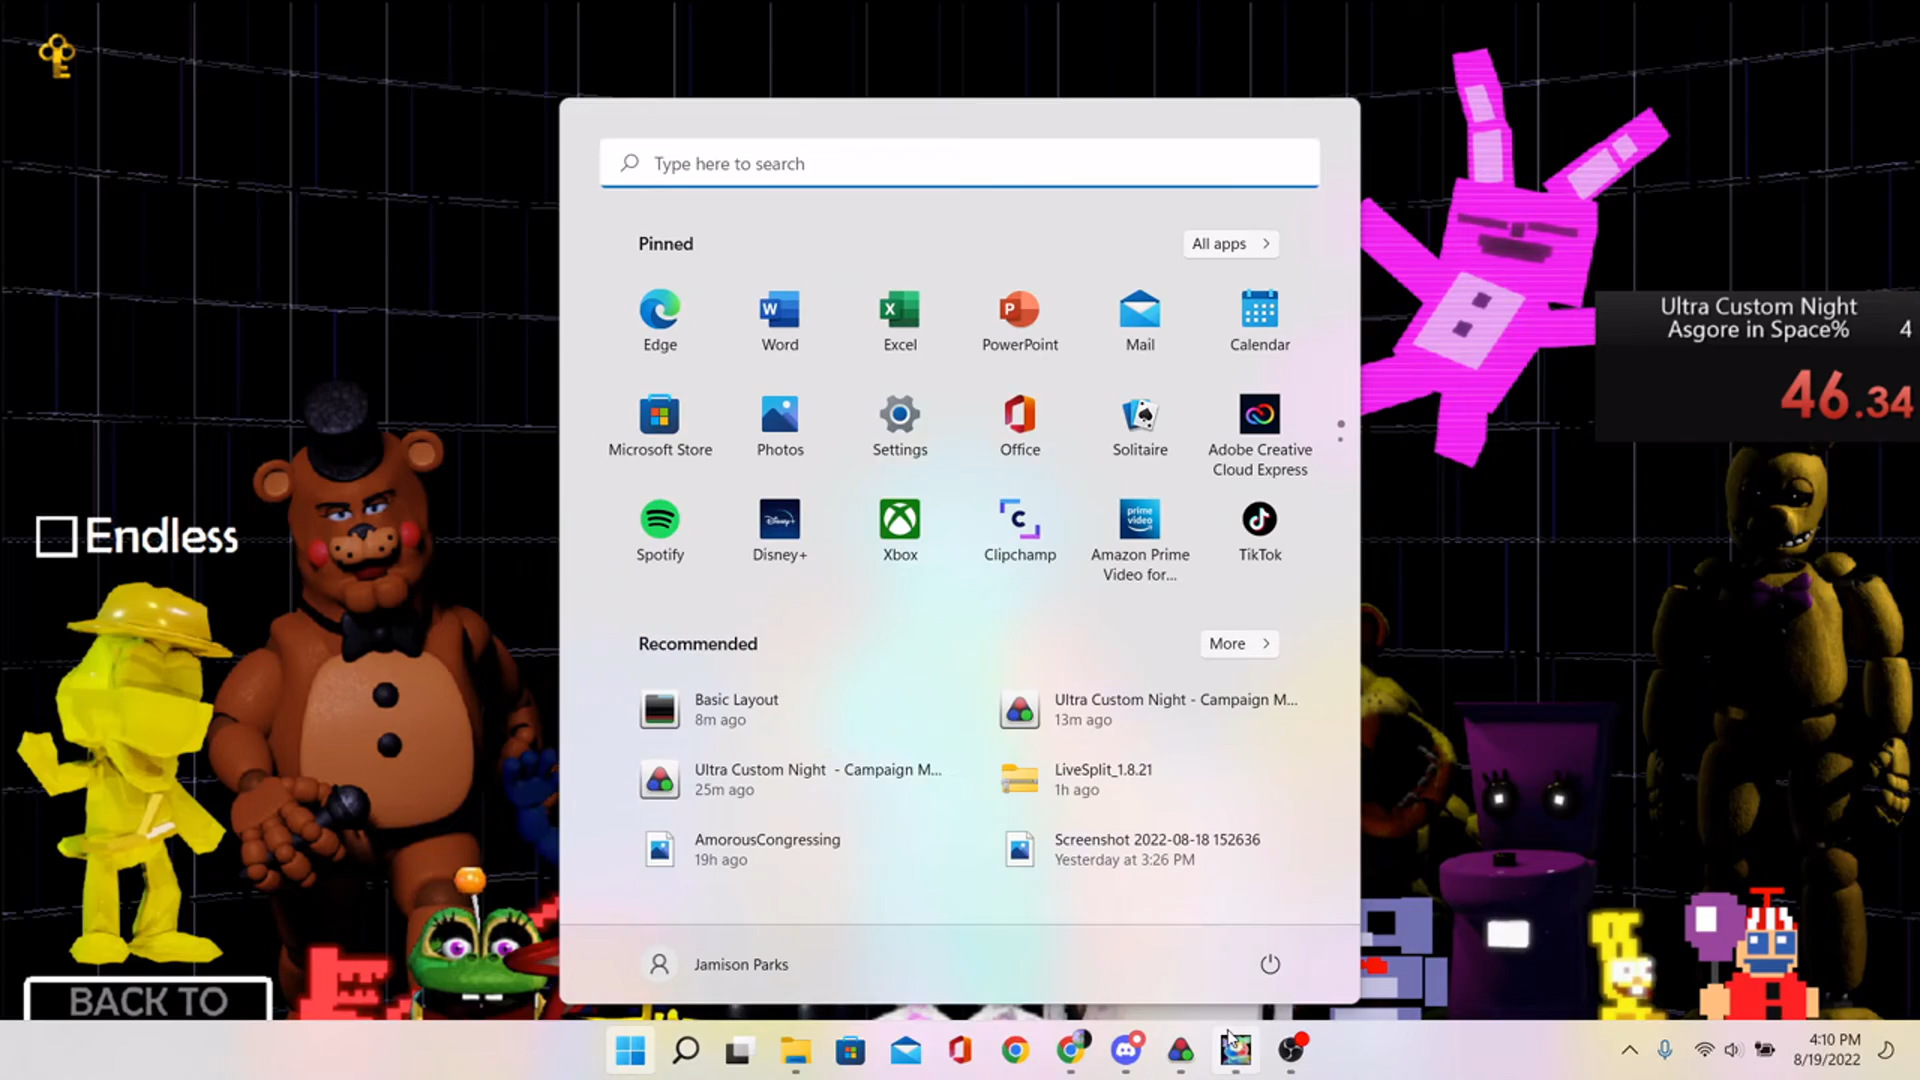 Type here to search
Pinned
All apps
Edge
Word
Excel
PowerPoint
Mail
Calendar
Microsoft Store
Photos
Settings
Office
Solitaire
Adobe Creative
Cloud Express
Spotify
Disney+
Xbox
Clipchamp
Amazon Prime
Video for...
TikTok
Recommended
More
Basic Layout
8m ago
Ultra Custom Night - Campaign M...
13m ago
Ultra Custom Night - Campaign M...
25m ago
LiveSplit_1.8.21
1h ago
AmorousCongressing
19h ago
Screenshot 2022-08-18 152636
Yesterday at 3:26 PM
Jamison Parks
Endless
BACK TO
Ultra Custom Night
Asgore in Space% 4
46.34
4:10 PM
8/19/2022